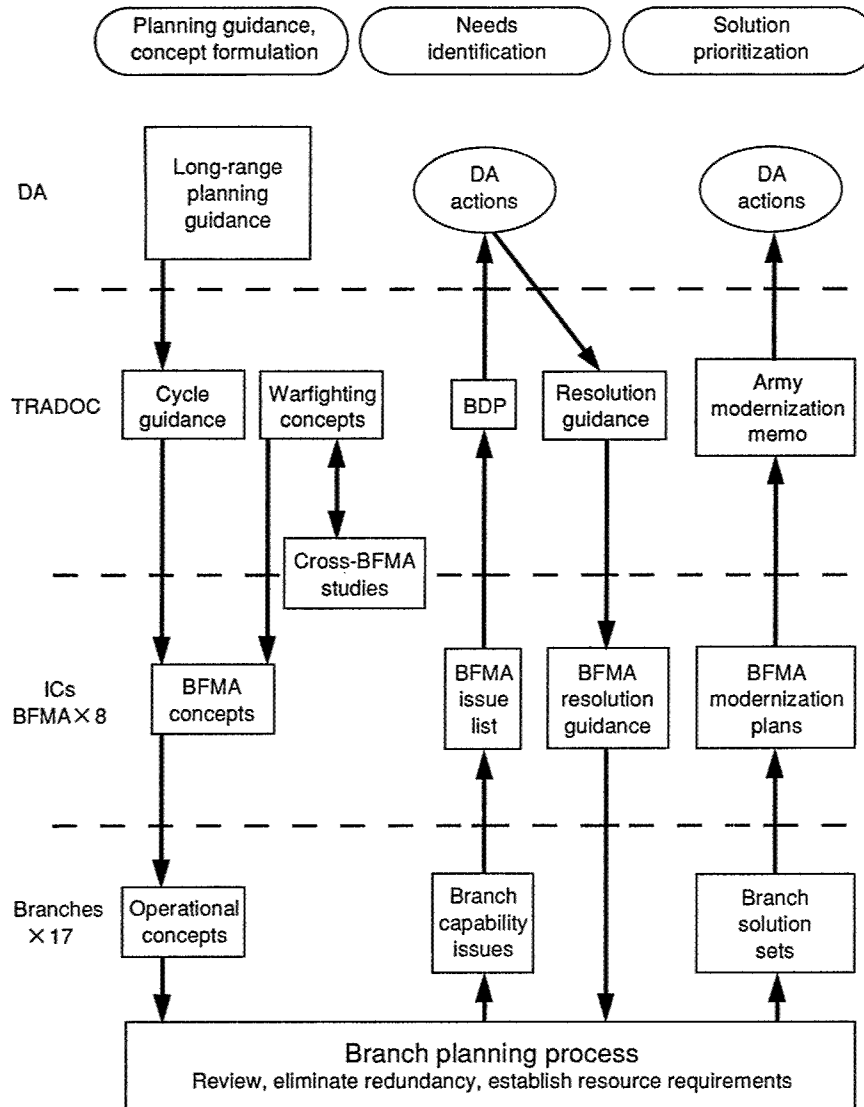 Planning guidance,
concept formulation
Needs
identification
Solution
prioritization
DA
Long-range
planning
guidance
DA
actions
DA
actions
TRADOC
Cycle
guidance
Warfighting
concepts
BDP
Resolution
guidance
Army
modernization
memo
Cross-BFMA
studies
ICs
BFMA×8
BFMA
concepts
BFMA
issue
list
BFMA
resolution
guidance
BFMA
modernization
plans
Branches
×17
Operational
concepts
Branch
capability
issues
Branch
solution
sets
Branch planning process
Review, eliminate redundancy, establish resource requirements